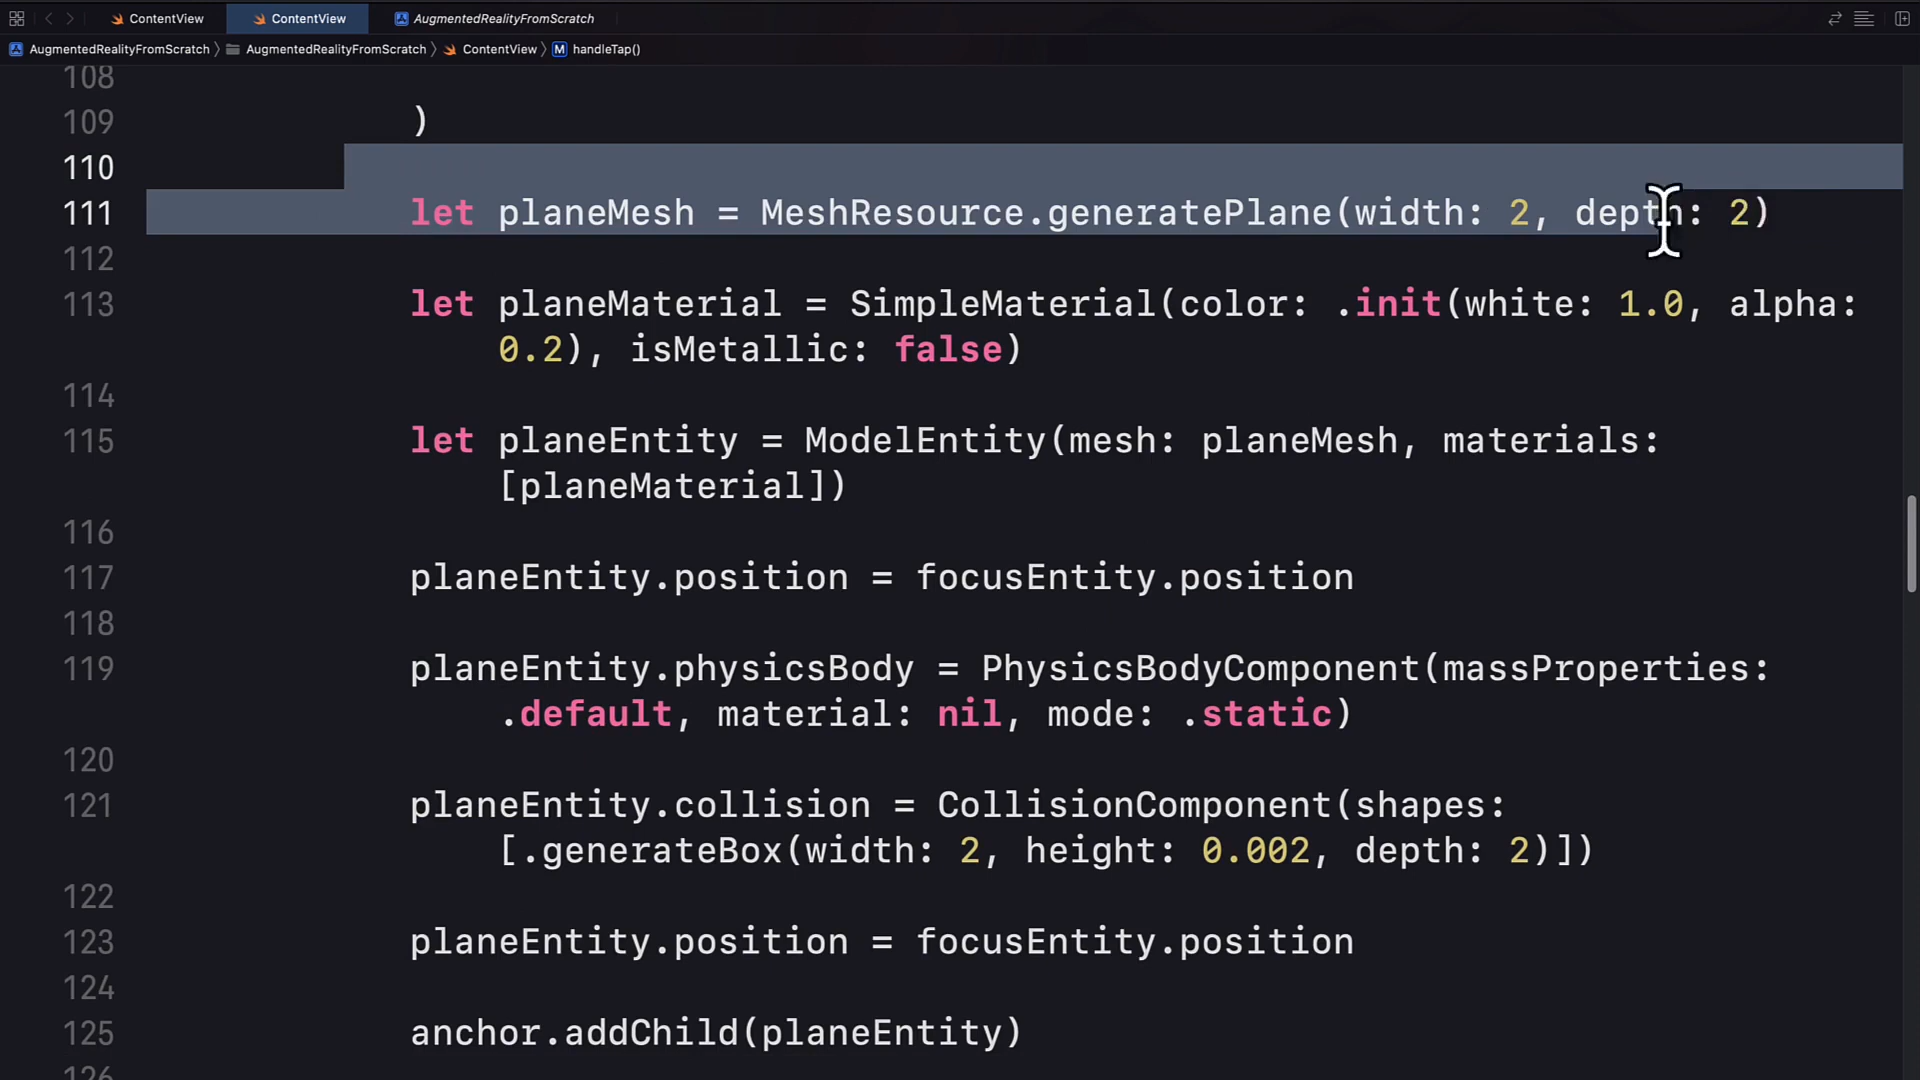 ContentView ContentView AugmentedRealityFromScratch
AugmentedRealityFromScratch AugmentedRealityFromScratch ContentView M handleTap()
108
109 )
110
111 let planeMesh = MeshResource.generatePlane(width: 2, depth: 2)
112
113 let planeMaterial = SimpleMaterial(color: .init(white: 1.0, alpha:
0.2), isMetallic: false)
114
115 let planeEntity = ModelEntity(mesh: planeMesh, materials:
[planeMaterial])
116
117 planeEntity.position = focusEntity.position
118
119 planeEntity.physicsBody = PhysicsBodyComponent(massProperties:
.default, material: nil, mode: .static)
120
121 planeEntity.collision = CollisionComponent(shapes:
[.generateBox(width: 2, height: 0.002, depth: 2)])
122
123 planeEntity.position = focusEntity.position
124
125 anchor.addChild(planeEntity)
126